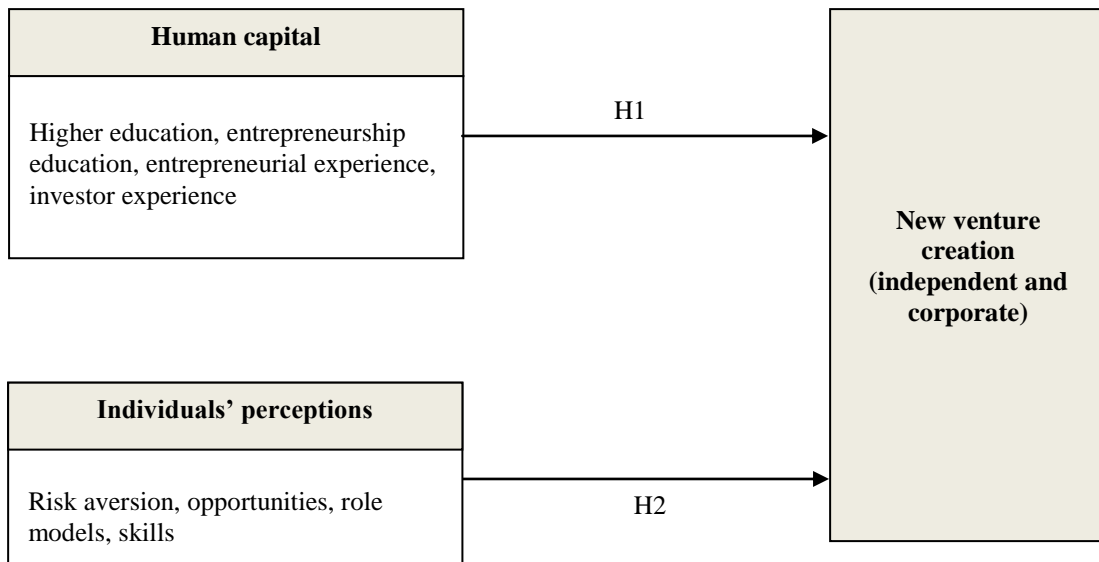 Human capital
Higher education, entrepreneurship
education, entrepreneurial experience,
investor experience
H1
New venture
creation
(independent and
corporate)
Individuals’ perceptions
Risk aversion, opportunities, role
models, skills
H2